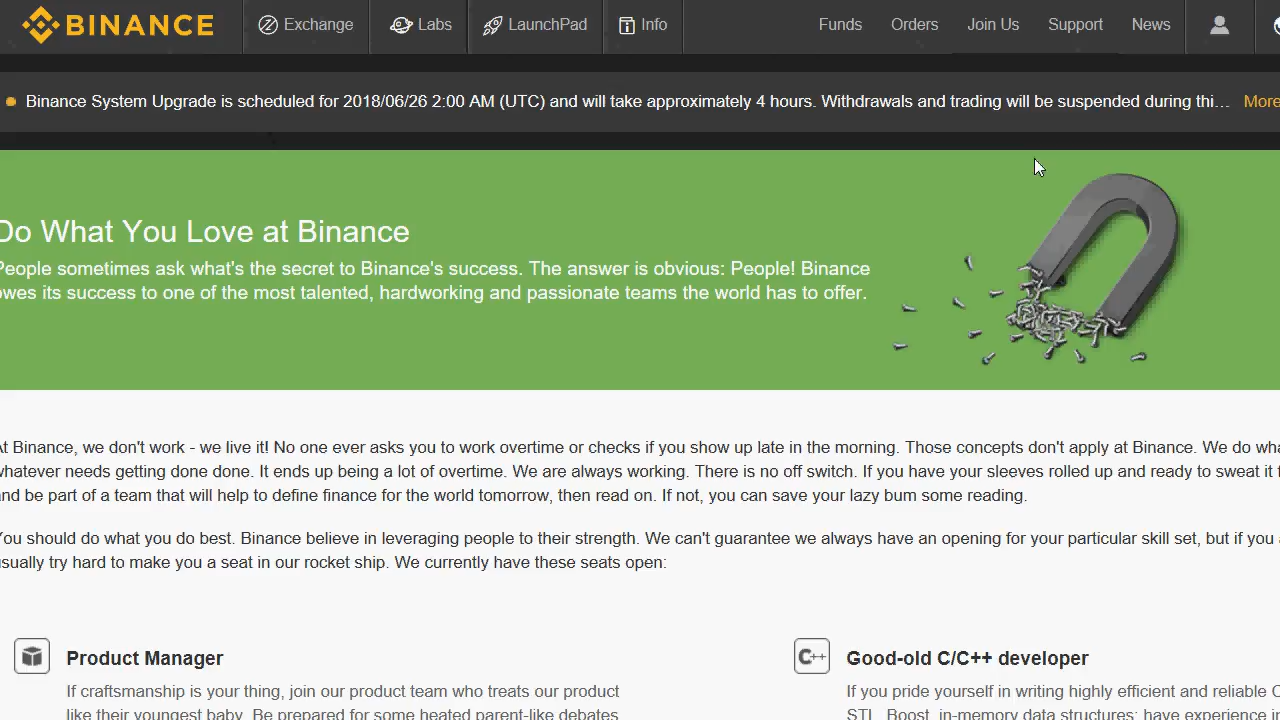 BINANCE Exchange Labs LaunchPad Info Funds Orders Join Us Support News
Binance System Upgrade is scheduled for 2018/06/26 2:00 AM (UTC) and will take approximately 4 hours. Withdrawals and trading will be suspended during thi... More
Do What You Love at Binance
People sometimes ask what's the secret to Binance's success. The answer is obvious: People! Binance
owes its success to one of the most talented, hardworking and passionate teams the world has to offer.
At Binance, we don't work - we live it! No one ever asks you to work overtime or checks if you show up late in the morning. Those concepts don't apply at Binance. We do wha
whatever needs getting done done. It ends up being a lot of overtime. We are always working. There is no off switch. If you have your sleeves rolled up and ready to sweat it
and be part of a team that will help to define finance for the world tomorrow, then read on. If not, you can save your lazy bum some reading.
You should do what you do best. Binance believe in leveraging people to their strength. We can't guarantee we always have an opening for your particular skill set, but if you
usually try hard to make you a seat in our rocket ship. We currently have these seats open:
Product Manager
If craftsmanship is your thing, join our product team who treats our product
like their youngest baby. Be prepared for some heated parent-like debates
C++ Good-old C/C++ developer
If you pride yourself in writing highly efficient and reliable C
STL, Boost, in-memory data structures; have experience in